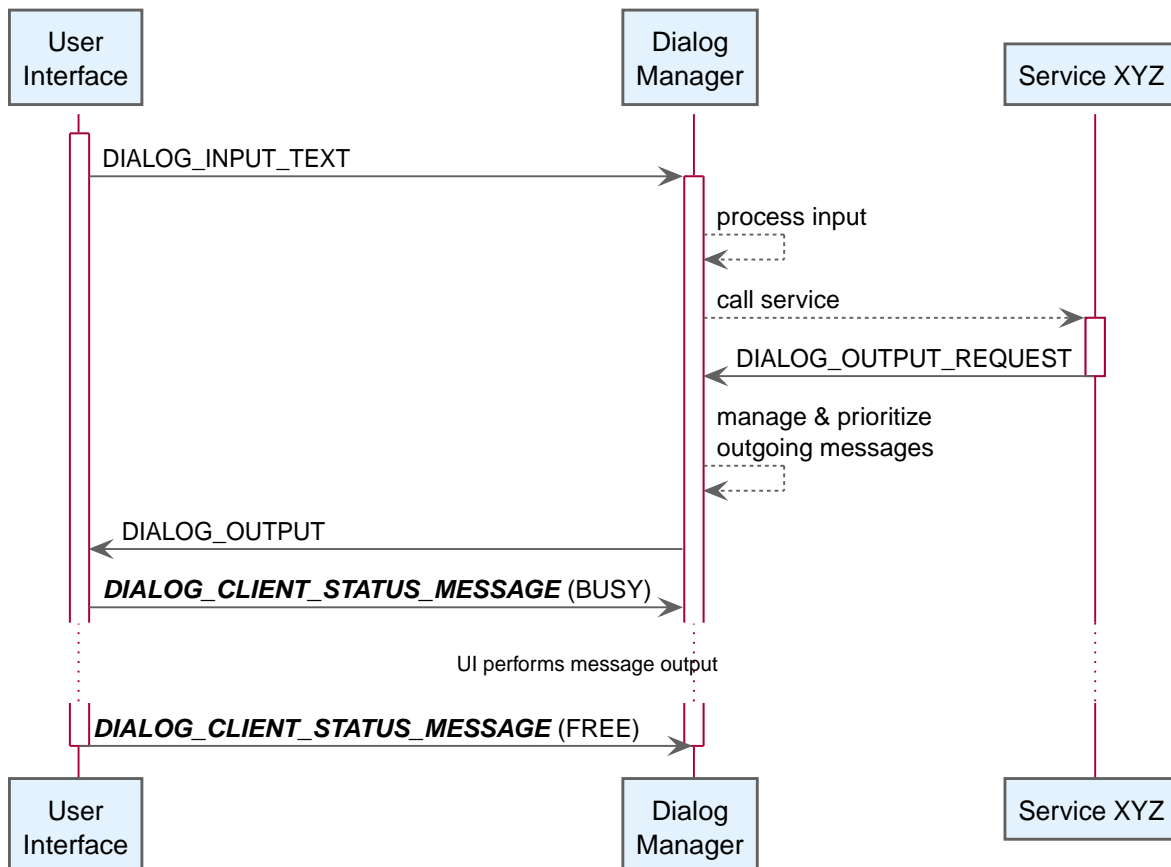 User
Interface
Dialog
Manager
Service XYZ
DIALOG_INPUT_TEXT
process input
call service
DIALOG_OUTPUT_REQUEST
manage & prioritize
outgoing messages
DIALOG_OUTPUT
DIALOG_CLIENT_STATUS_MESSAGE (BUSY)
UI performs message output
DIALOG_CLIENT_STATUS_MESSAGE (FREE)
User
Interface
Dialog
Manager
Service XYZ